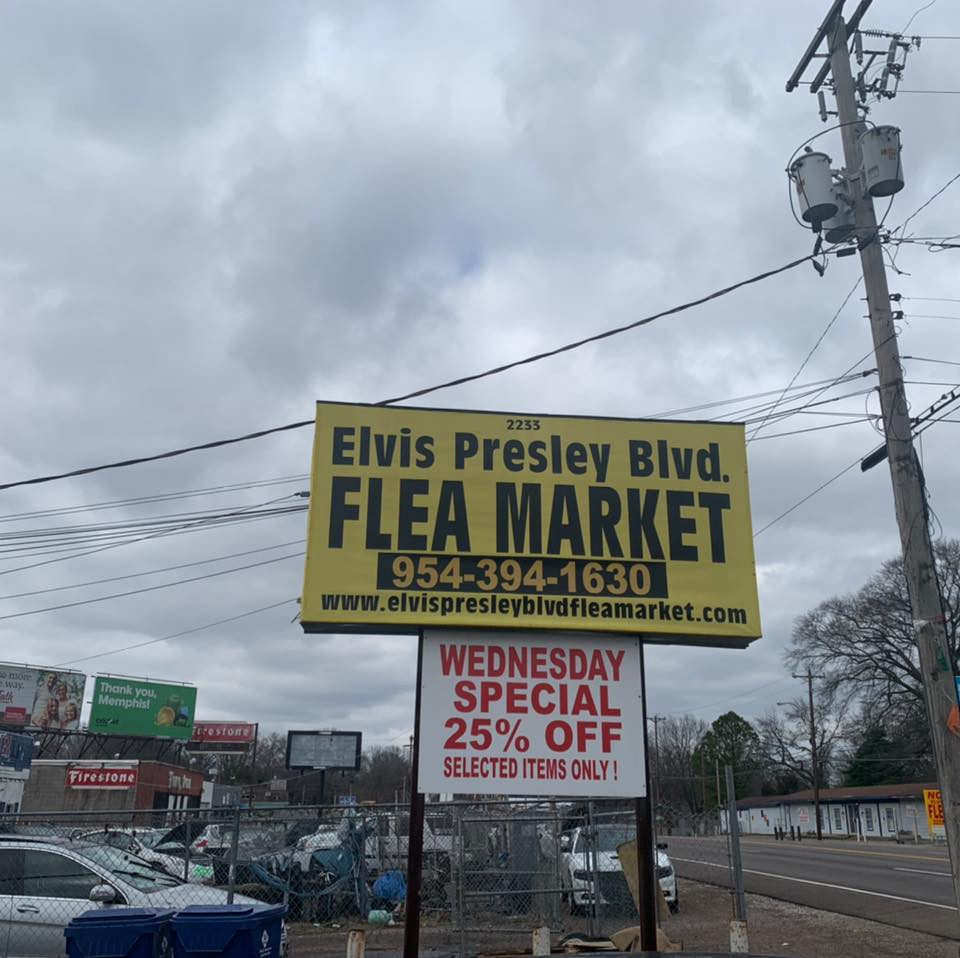 2233
Elvis Presley Blvd.
FLEA MARKET
954-394-1630
www.elvispresleyblvdfleamarket.com
WEDNESDAY
SPECIAL
25% OFF
SELECTED ITEMS ONLY!
Thank you,
Memphis!
Firestone
Firestone